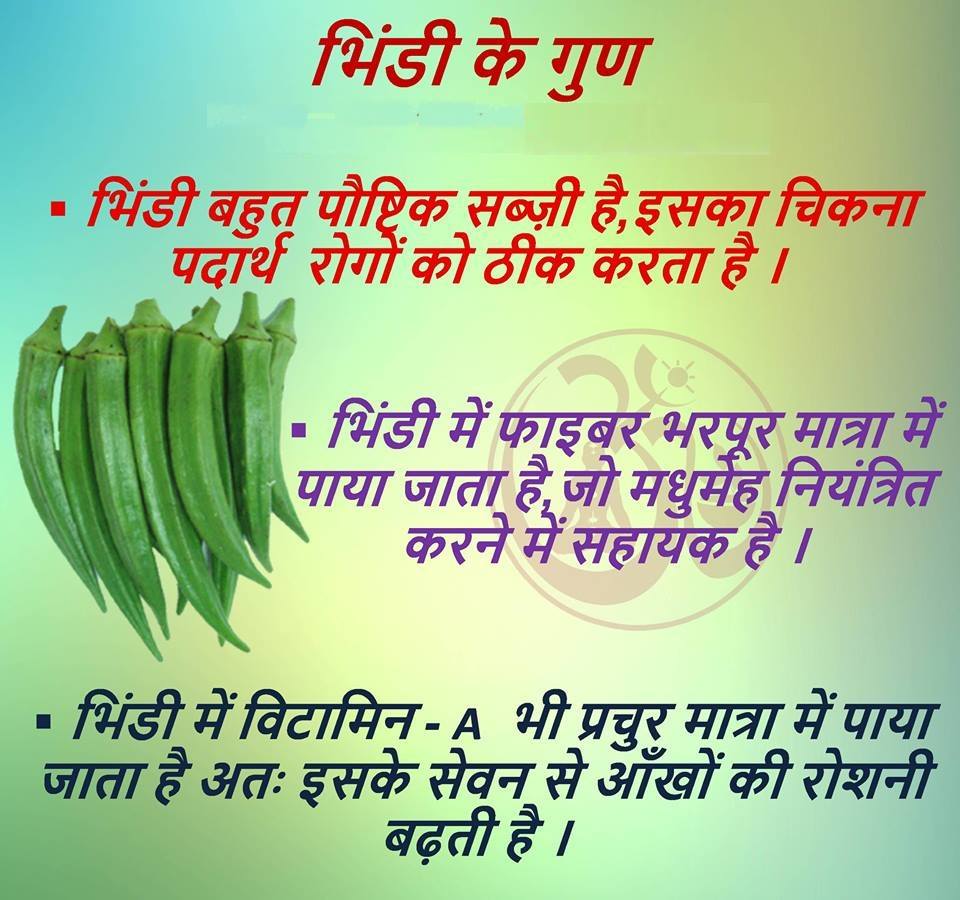 भिंडी के गुण
▪ भिंडी बहुत पौष्टिक सब्ज़ी है,इसका चिकना
पदार्थ रोगों को ठीक करता है ।
▪ भिंडी में फाइबर भरपूर मात्रा में
पाया जाता है,जो मधुमेह नियंत्रित
करने में सहायक है ।
▪ भिंडी में विटामिन - A भी प्रचुर मात्रा में पाया
जाता है अतः इसके सेवन से आँखों की रोशनी
बढ़ती है ।